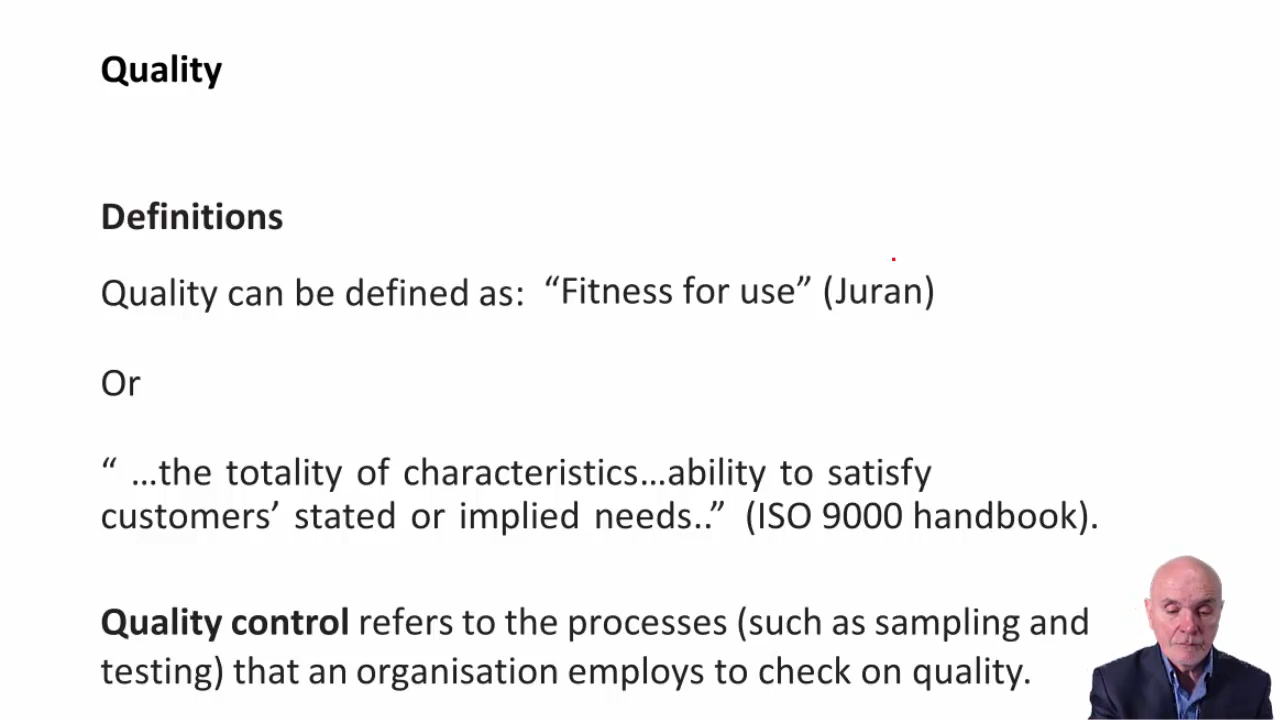 Quality
Definitions
Quality can be defined as: “Fitness for use” (Juran)
Or
“ …the totality of characteristics…ability to satisfy
customers’ stated or implied needs..” (ISO 9000 handbook).
Quality control refers to the processes (such as sampling and
testing) that an organisation employs to check on quality.